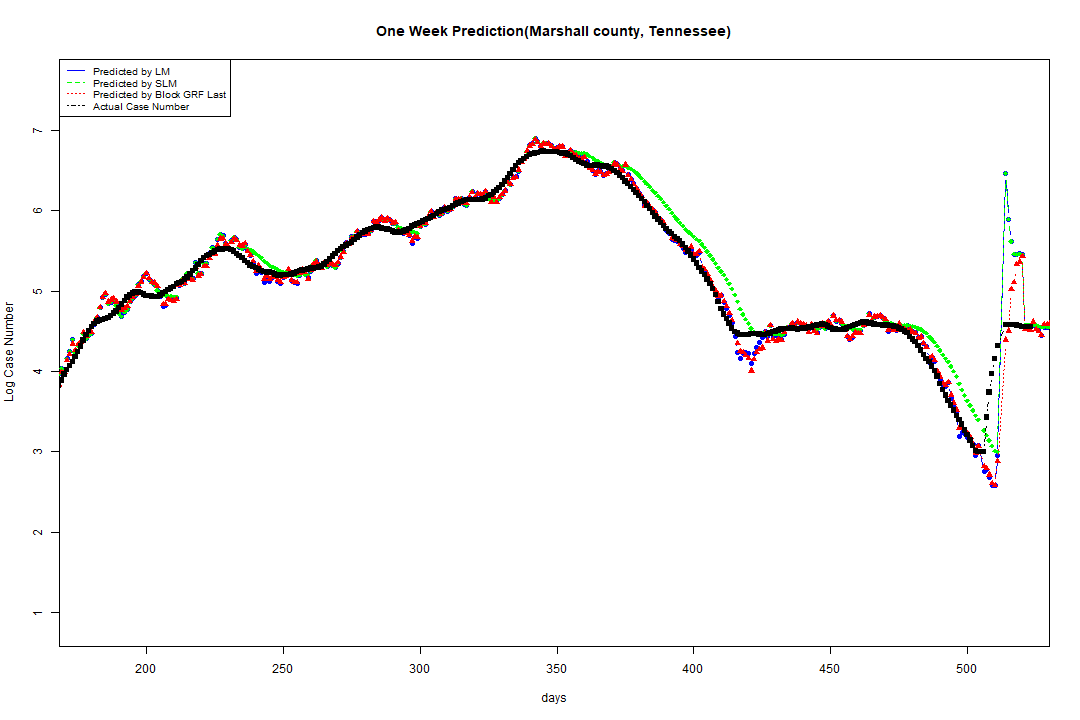 One Week Prediction(Marshall county, Tennessee)
Predicted by LM
Predicted by SLM
Predicted by Block GRF Last
Actual Case Number
Log Case Number
7
6
5
4
3
2
1
200 250 300 350 400 450 500
days